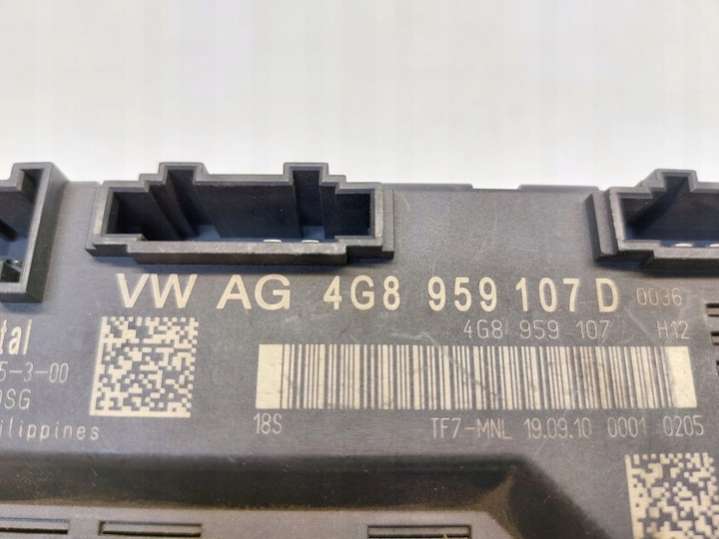 VW AG 4G8 959 107 D 0036
4G8 959 107 H12
tal
5-3-00
DSG
ilippines
18S TF7-MNL 19.09.10 0001 0205